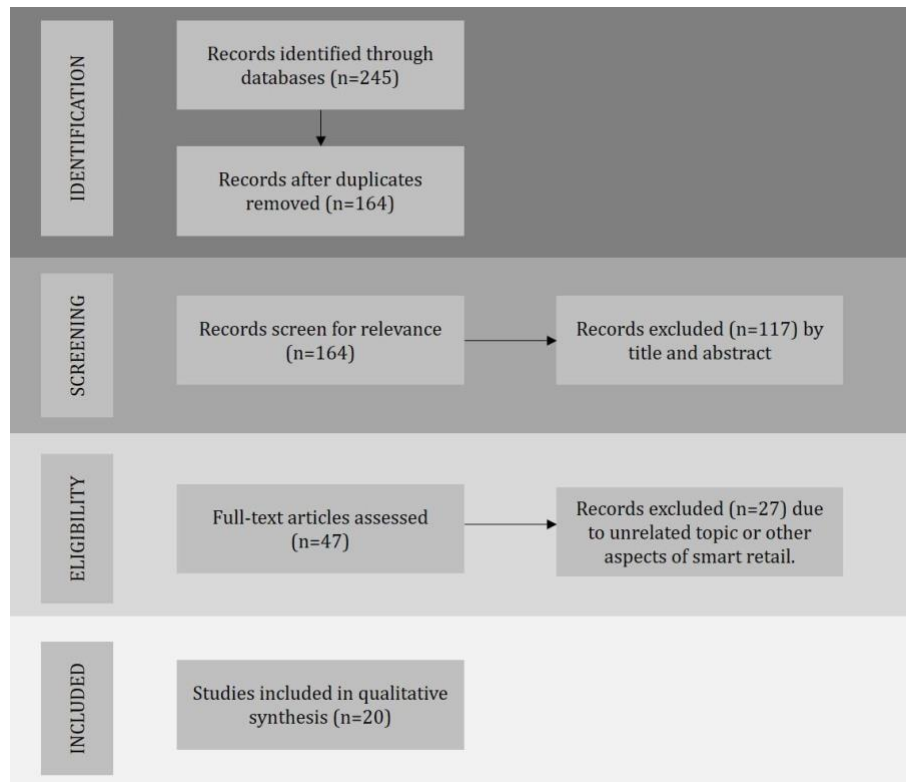 IDENTIFICATION
Records identified through
databases (n=245)
Records after duplicates
removed (n=164)
SCREENING
Records screen for relevance
(n=164)
Records excluded (n=117) by
title and abstract
ELIGIBILITY
Full-text articles assessed
(n=47)
Records excluded (n=27) due
to unrelated topic or other
aspects of smart retail.
INCLUDED
Studies included in qualitative
synthesis (n=20)